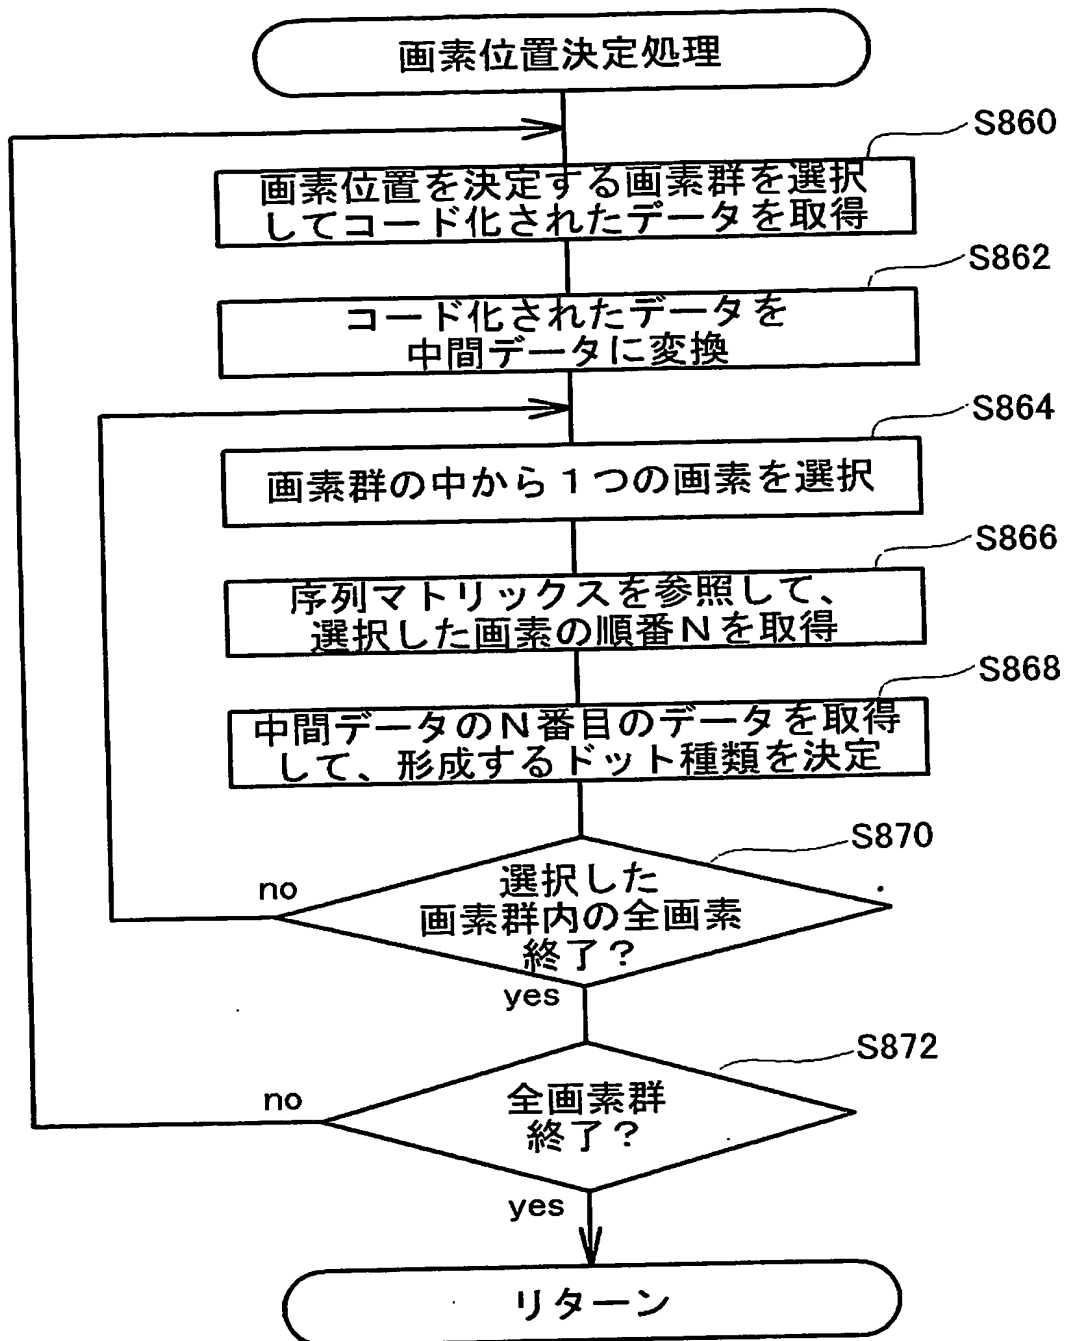 画素位置決定処理
S860
画素位置を決定する画素群を選択
してコード化されたデータを取得
S862
コード化されたデータを
中間データに変換
S864
画素群の中から1つの画素を選択
S866
序列マトリックスを参照して、
選択した画素の順番Nを取得
S868
中間データのN番目のデータを取得
して、形成するドット種類を決定
S870
no
選択した
画素群内の全画素
終了?
yes
S872
no
全画素群
終了?
yes
リターン